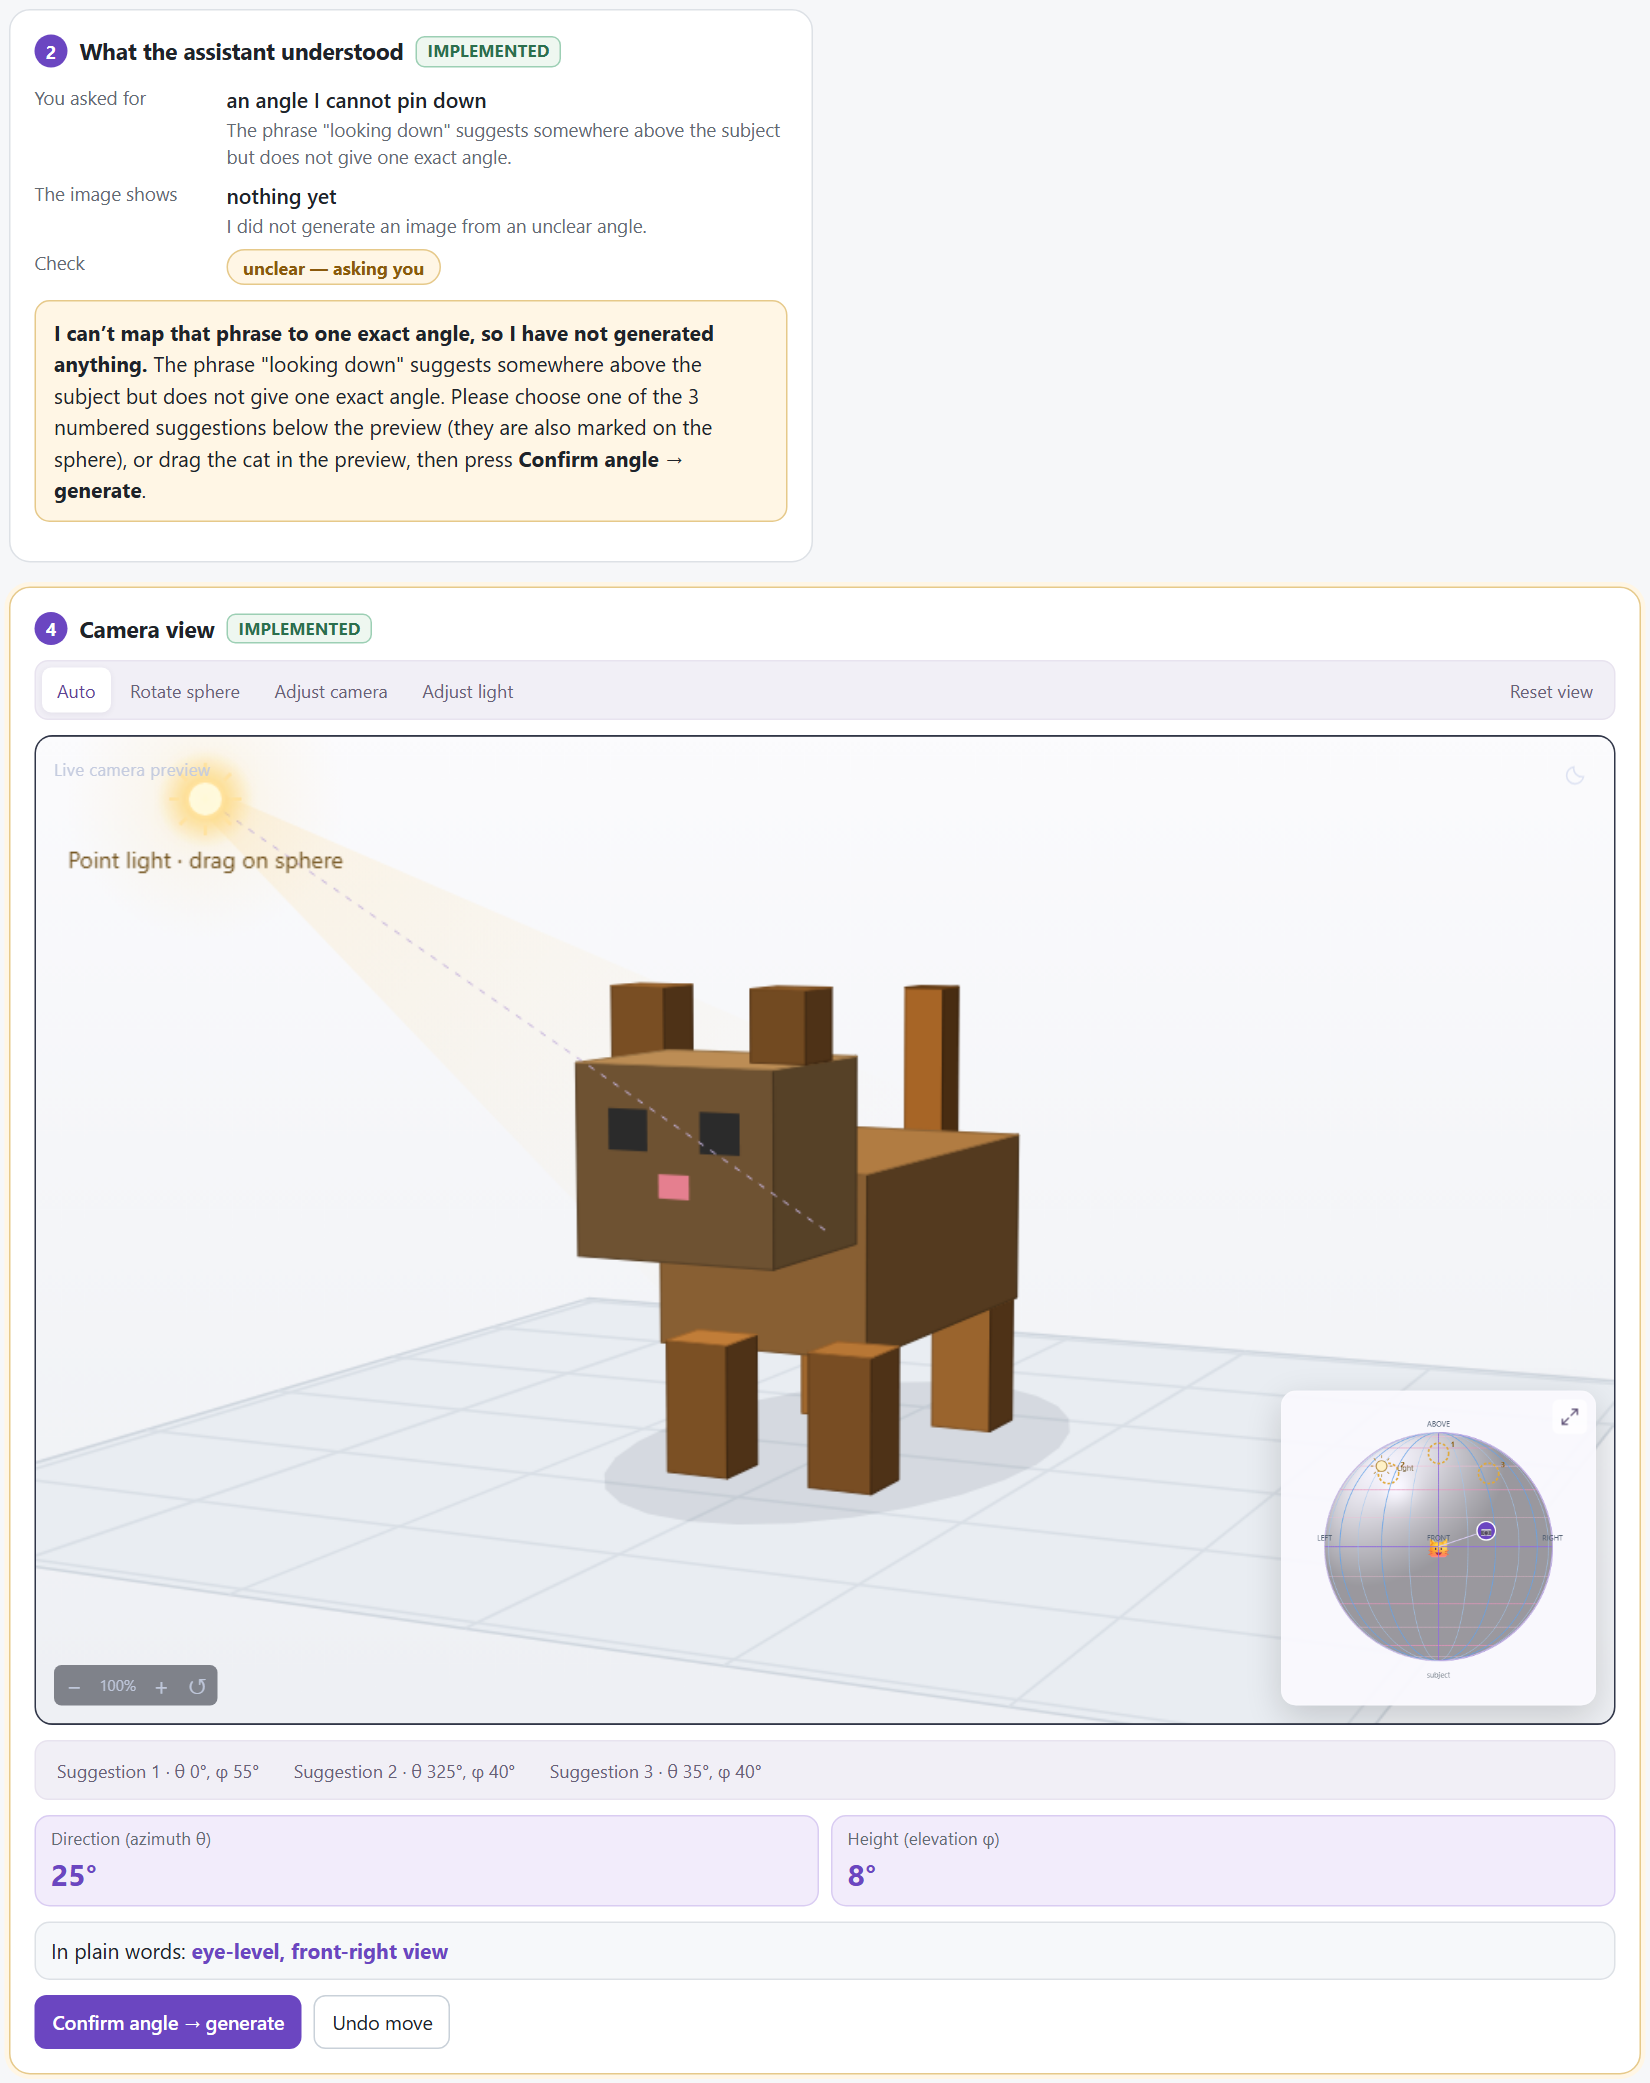 2 What the assistant understood IMPLEMENTED
You asked for
an angle I cannot pin down
The phrase "looking down" suggests somewhere above the subject
but does not give one exact angle.
The image shows
nothing yet
I did not generate an image from an unclear angle.
Check
unclear — asking you
I can’t map that phrase to one exact angle, so I have not generated
anything. The phrase "looking down" suggests somewhere above the
subject but does not give one exact angle. Please choose one of the 3
numbered suggestions below the preview (they are also marked on the
sphere), or drag the cat in the preview, then press Confirm angle →
generate.
4 Camera view IMPLEMENTED
Auto Rotate sphere Adjust camera Adjust light Reset view
Live camera preview
Point light · drag on sphere
ABOVE
1
2 Light 3
LEFT FRONT RIGHT
subject
− 100% +
Suggestion 1 · θ 0°, φ 55° Suggestion 2 · θ 325°, φ 40° Suggestion 3 · θ 35°, φ 40°
Direction (azimuth θ)
25°
Height (elevation φ)
8°
In plain words: eye-level, front-right view
Confirm angle → generate Undo move